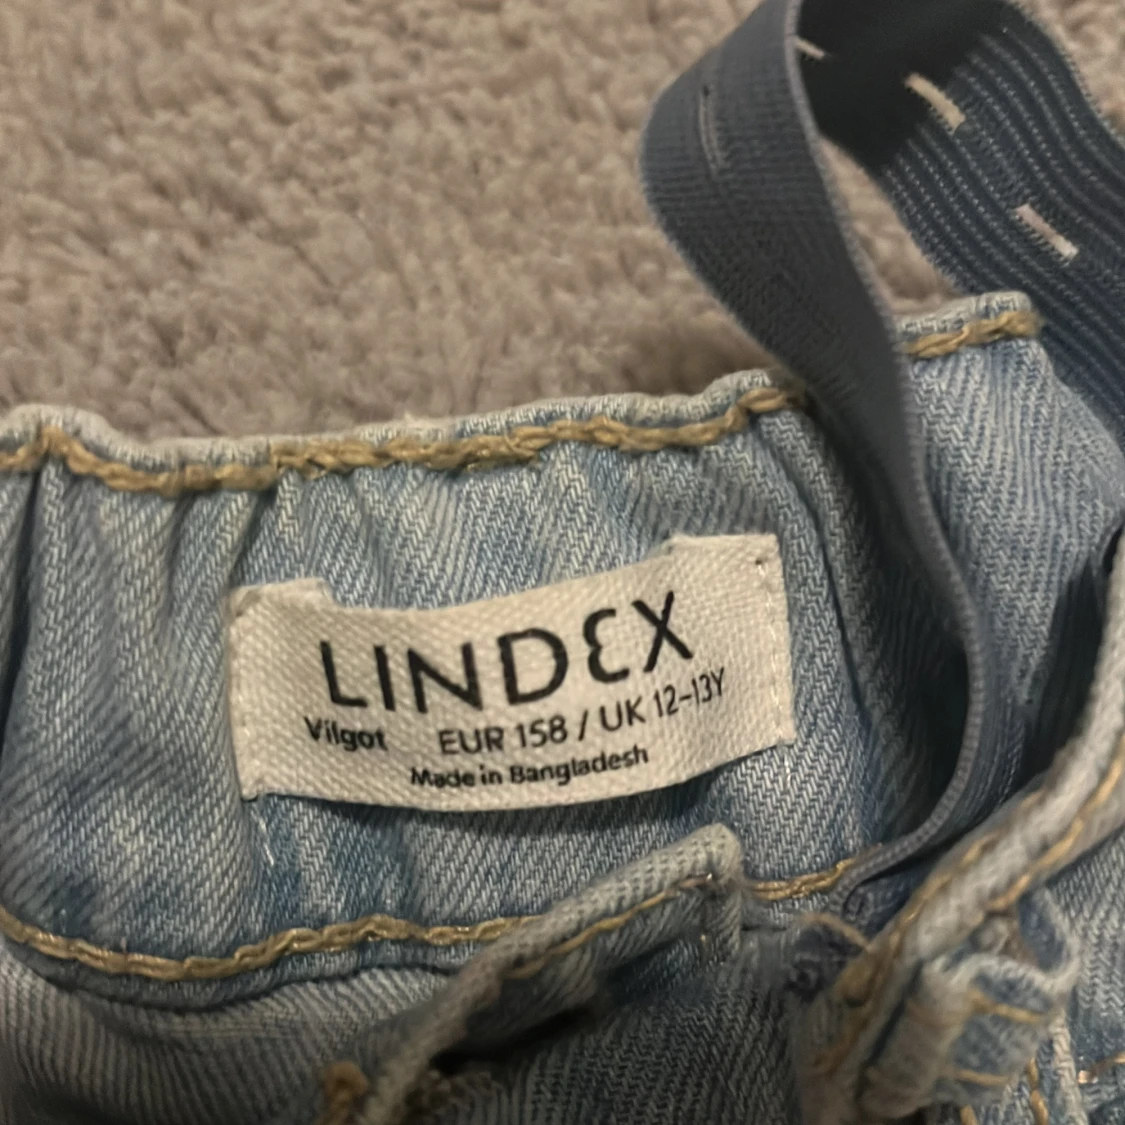 LINDEX
Vilgot EUR 158 / UK 12-13Y
Made in Bangladesh